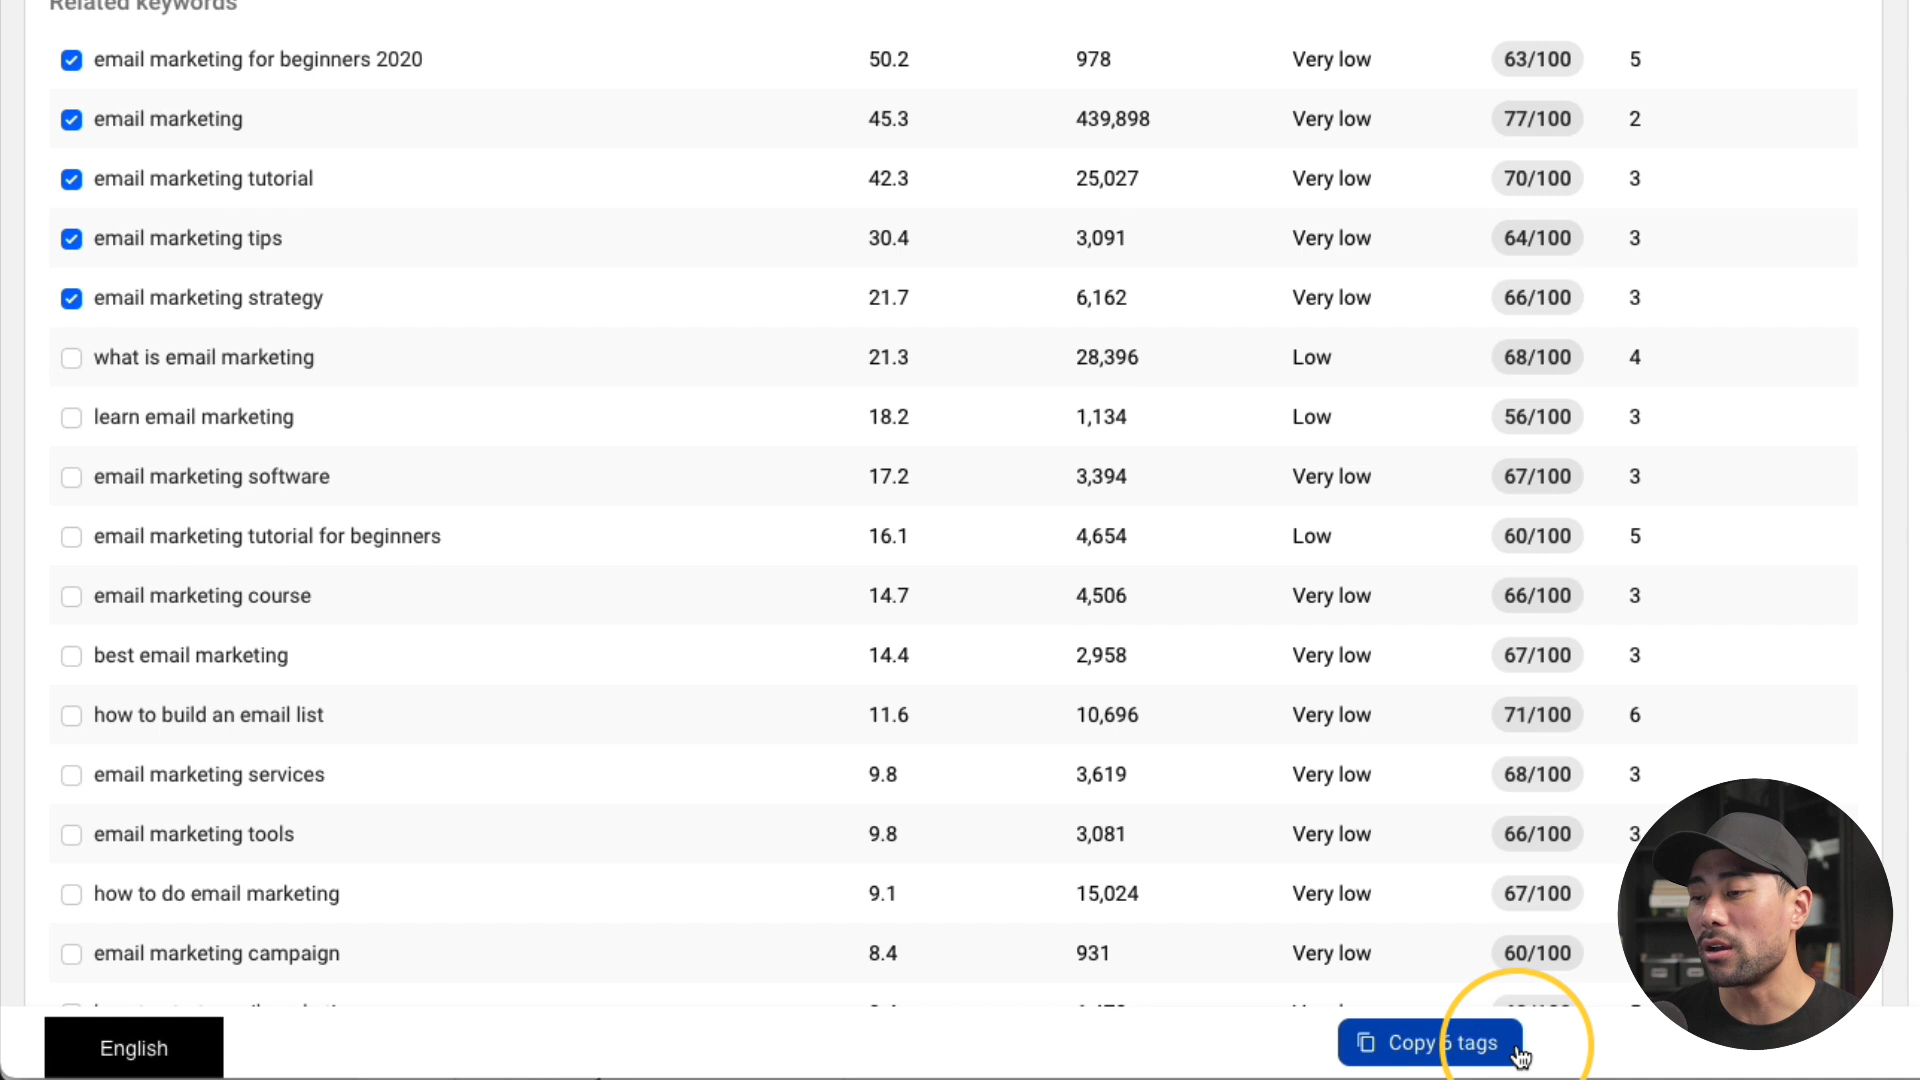 Related keywords
email marketing for beginners 2020 50.2 978 Very low 63/100 5
email marketing 45.3 439,898 Very low 77/100 2
email marketing tutorial 42.3 25,027 Very low 70/100 3
email marketing tips 30.4 3,091 Very low 64/100 3
email marketing strategy 21.7 6,162 Very low 66/100 3
what is email marketing 21.3 28,396 Low 68/100 4
learn email marketing 18.2 1,134 Low 56/100 3
email marketing software 17.2 3,394 Very low 67/100 3
email marketing tutorial for beginners 16.1 4,654 Low 60/100 5
email marketing course 14.7 4,506 Very low 66/100 3
best email marketing 14.4 2,958 Very low 67/100 3
how to build an email list 11.6 10,696 Very low 71/100 6
email marketing services 9.8 3,619 Very low 68/100 3
email marketing tools 9.8 3,081 Very low 66/100 3
how to do email marketing 9.1 15,024 Very low 67/100
email marketing campaign 8.4 931 Very low 60/100
English
Copy 6 tags